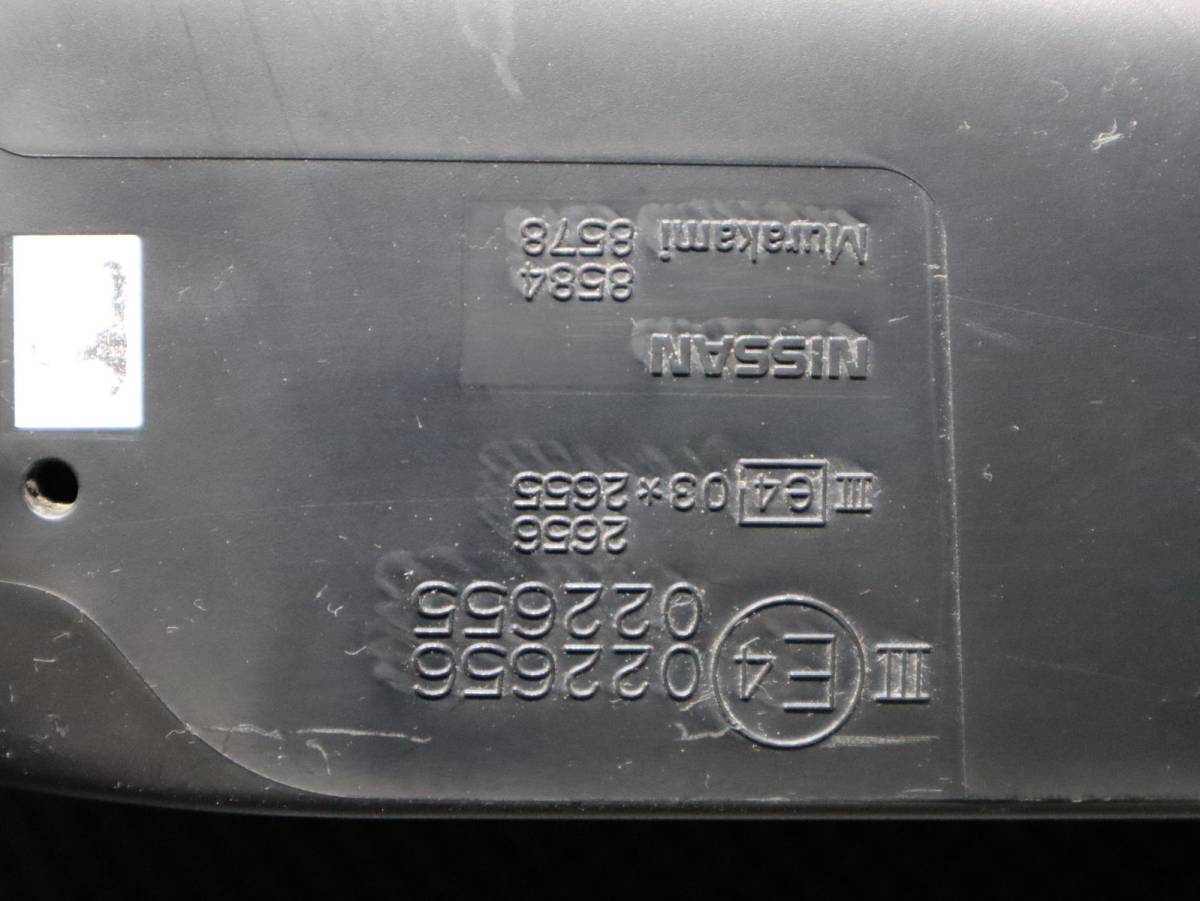 III E4 022656
022655
2656
III e4 03*2655
NISSAN
8584
Murakami 8578